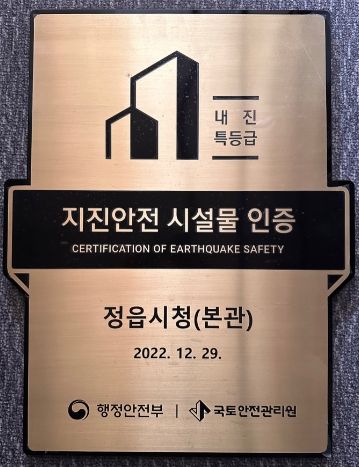 내 진
특등급
지진안전 시설물 인증
CERTIFICATION OF EARTHQUAKE SAFETY
정읍시청(본관)
2022. 12. 29.
행정안전부 | 국토안전관리원